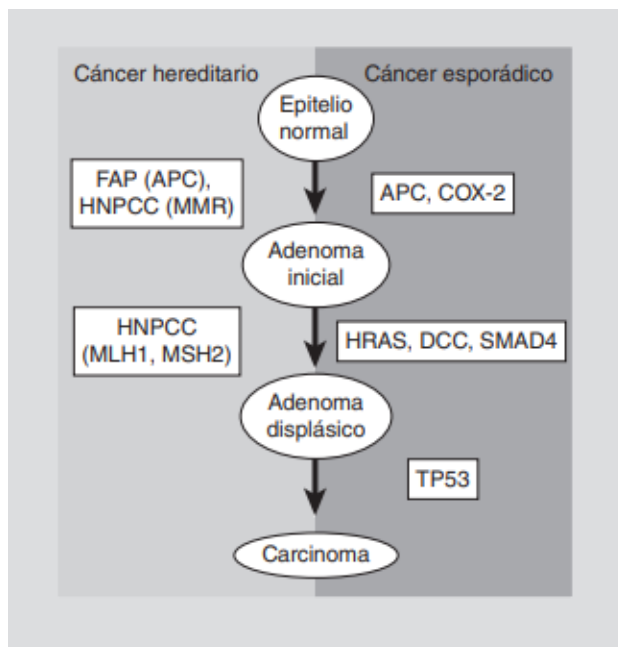 Cáncer hereditario
Cáncer esporádico
Epitelio
normal
FAP (APC),
HNPCC (MMR)
APC, COX-2
Adenoma
inicial
HNPCC
(MLH1, MSH2)
HRAS, DCC, SMAD4
Adenoma
displásico
TP53
Carcinoma